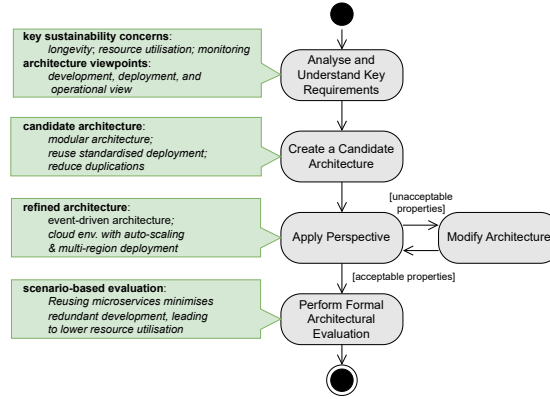 key sustainability concerns:
longevity; resource utilisation; monitoring
architecture viewpoints:
development, deployment, and
operational view
Analyse and
Understand Key
Requirements
candidate architecture:
modular architecture;
reuse standardised deployment;
reduce duplications
Create a Candidate
Architecture
refined architecture:
event-driven architecture;
cloud env. with auto-scaling
& multi-region deployment
Apply Perspective
[unacceptable
properties]
Modify Architecture
[acceptable properties]
scenario-based evaluation:
Reusing microservices minimises
redundant development, leading
to lower resource utilisation
Perform Formal
Architectural
Evaluation